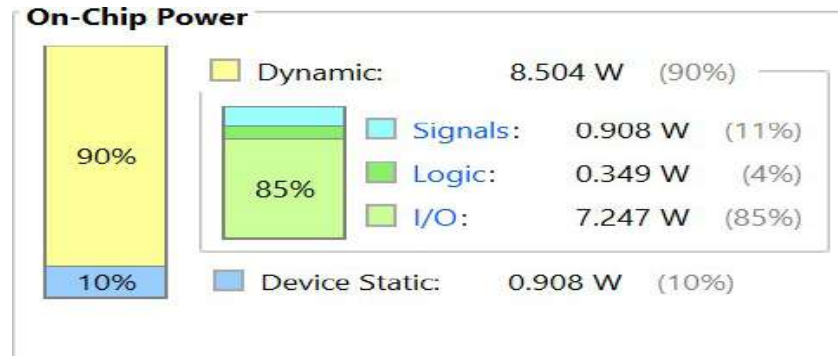 On-Chip Power
Dynamic: 8.504 W (90%)
Signals: 0.908 W (11%)
90%
Logic: 0.349 W (4%)
85%
I/O: 7.247 W (85%)
10%
Device Static: 0.908 W (10%)